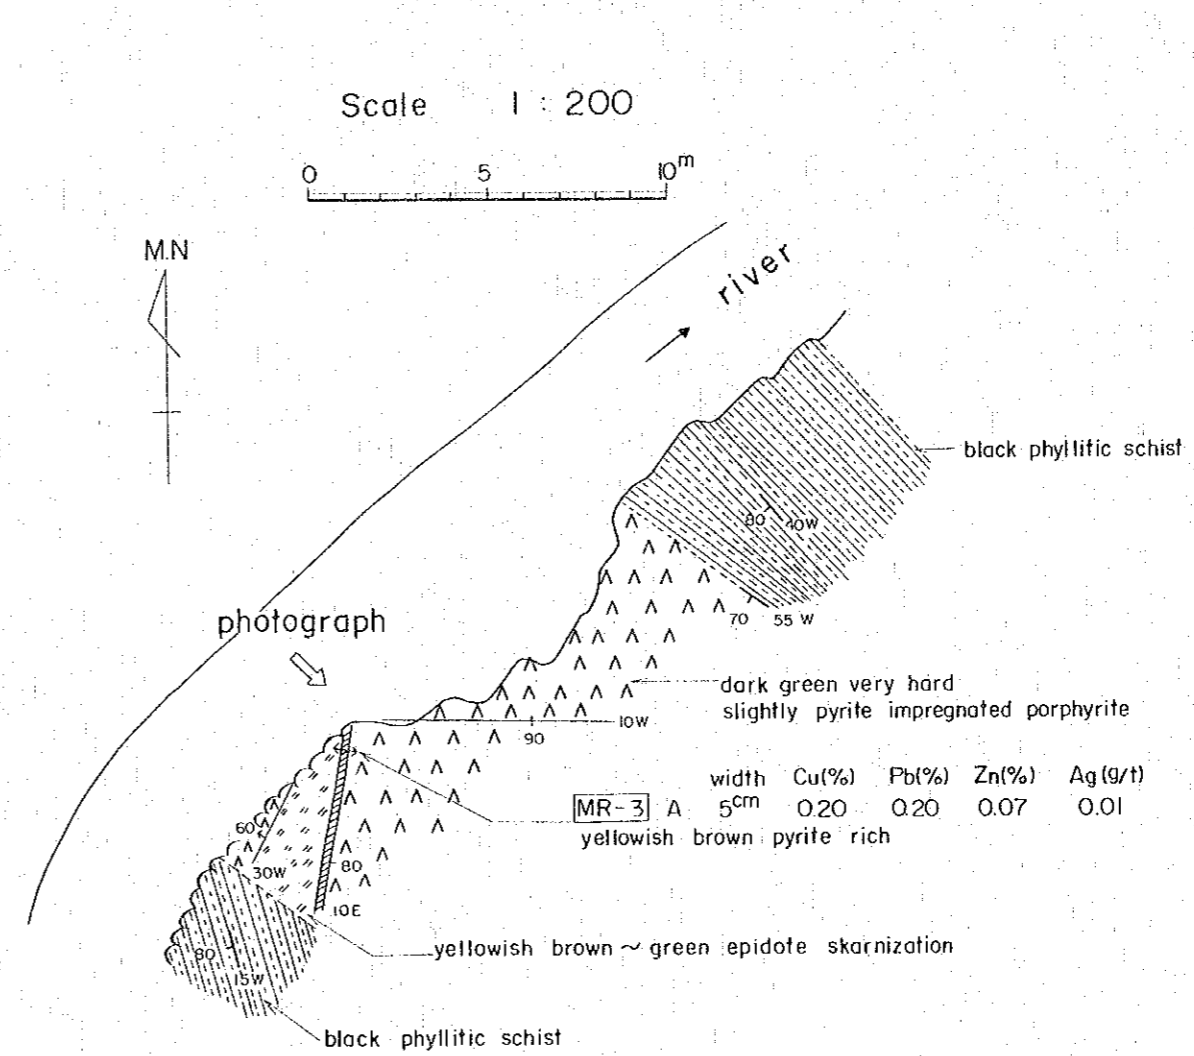 Scale 1 : 200
0 5 10m
M.N
river
black phyllitic schist
80 40W
70 55 W
photograph
dark green very hard
slightly pyrite impregnated porphyrite
10W
90
width Cu(%) Pb(%) Zn(%) Ag(g/t)
MR-3 A 5cm 0.20 0.20 0.07 0.01
yellowish brown pyrite rich
60
30W
80
10E
yellowish brown ~ green epidote skarnization
80
15W
black phyllitic schist